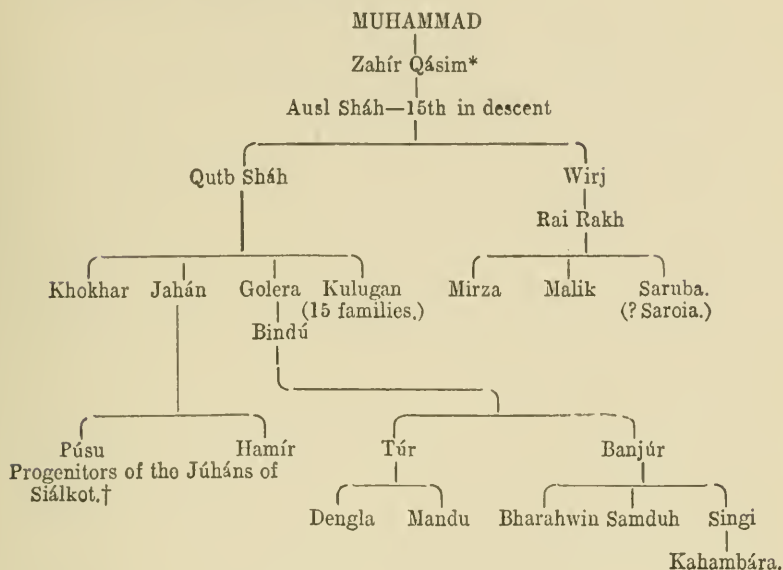 MUHAMMAD
Zahír Qásim*
Ausl Sháh—15th in descent
Qutb Sháh Wirj
Rai Rakh
Khokhar Jahán Golera Kulugan Mirza Malik Saruba.
(15 families.) (? Saroia.)
Bindú
Púsu Hamír Túr Banjúr
Progenitors of the Júháns of
Siálkot.†
Dengla Mandu Bharahwin Samduh Singi
Kahambára.